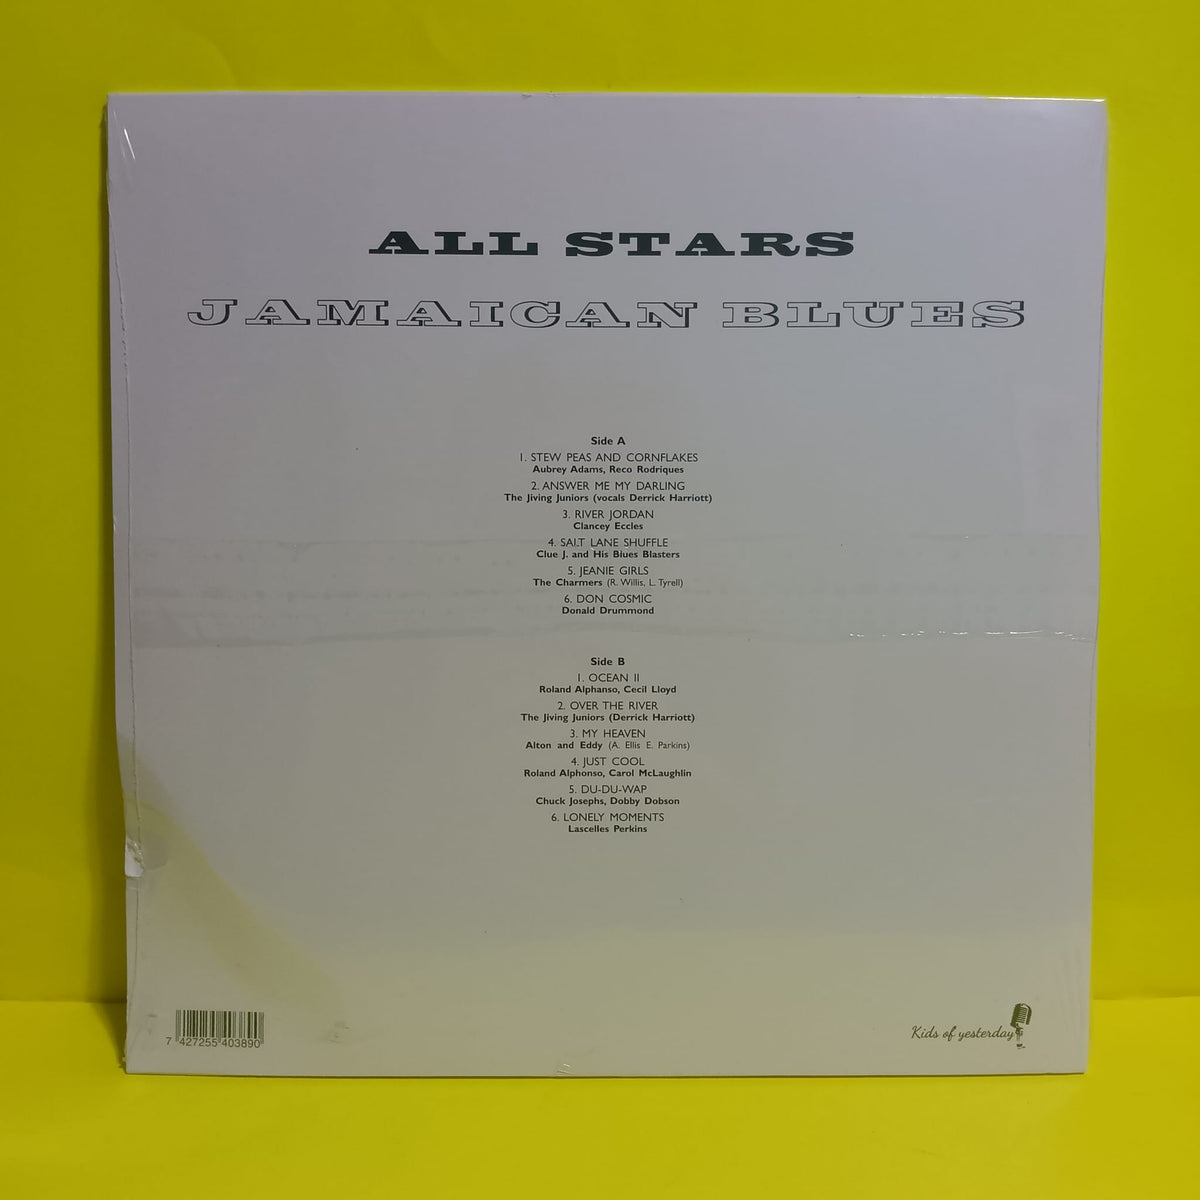 ALL STARS
JAMAICAN BLUES
Side A
1. STEW PEAS AND CORNFLAKES
Aubrey Adams, Reco Rodriques
2. ANSWER ME MY DARLING
The Jiving Juniors (vocals Derrick Harriott)
3. RIVER JORDAN
Clancey Eccles
4. SALT LANE SHUFFLE
Clue J. and His Blues Blasters
5. JEANIE GIRLS
The Charmers (R. Willis, L. Tyrell)
6. DON COSMIC
Donald Drummond
Side B
1. OCEAN II
Roland Alphanso, Cecil Lloyd
2. OVER THE RIVER
The Jiving Juniors (Derrick Harriott)
3. MY HEAVEN
Alton and Eddy (A. Ellis E. Parkins)
4. JUST COOL
Roland Alphonso, Carol McLaughlin
5. DU-DU-WAP
Chuck Josephs, Dobby Dobson
6. LONELY MOMENTS
Lascelles Perkins
7 427255 403890
Kids of yesterday